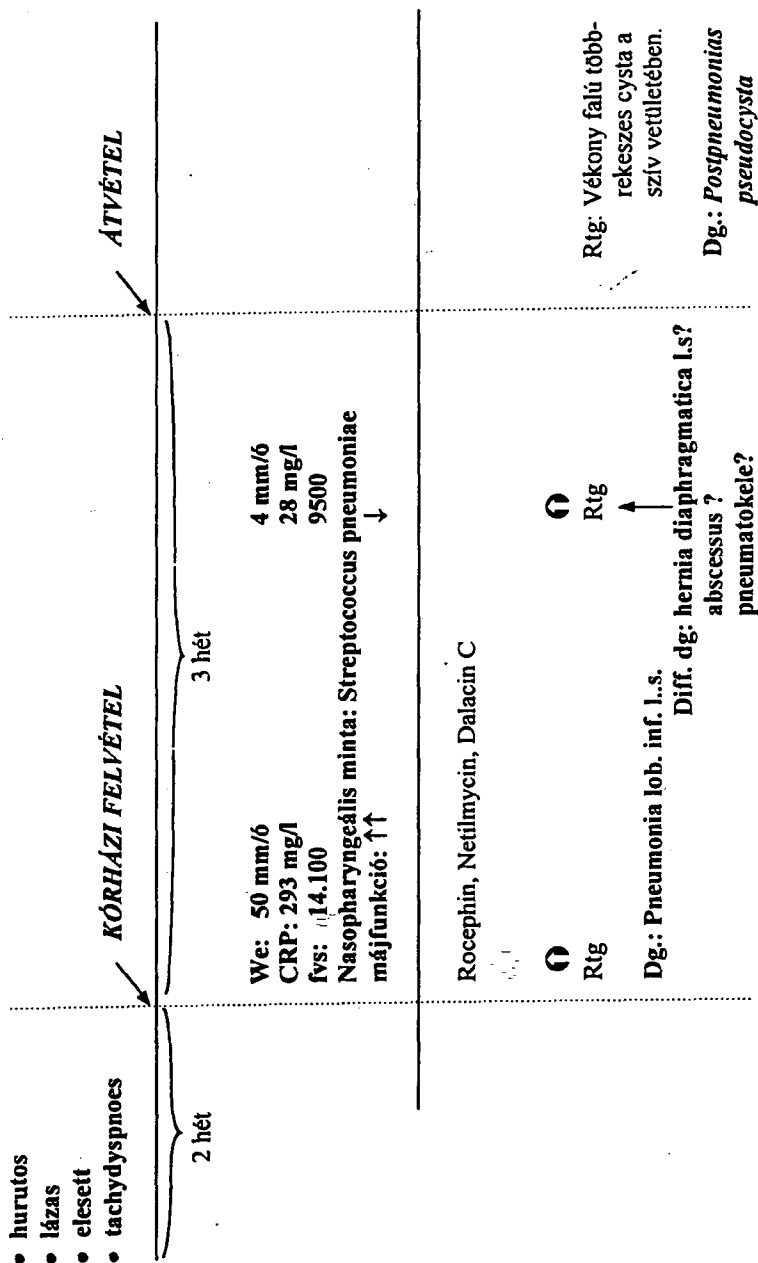 • hurutos
• lázas
• elesett
• tachydyspnoes
KÓRHÁZI FELVÉTEL
ÁTVÉTEL
2 hét
3 hét
We: 50 mm/ó 4 mm/ó
CRP: 293 mg/l 28 mg/l
fvs: 14.100 9500
Nasopharyngeális minta: Streptococcus pneumoniae
májfunkció: ↑↑ ↓
Rocephin, Netilmycin, Dalacin C
Rtg Rtg
Dg.: Pneumonia lob. inf. l..s.
Diff. dg: hernia diaphragmatica l.s?
abscessus ?
pneumatokele?
Rtg: Vékony falú több-
rekeszes cysta a
szív vetületében.
Dg.: Postpneumonias
pseudocysta